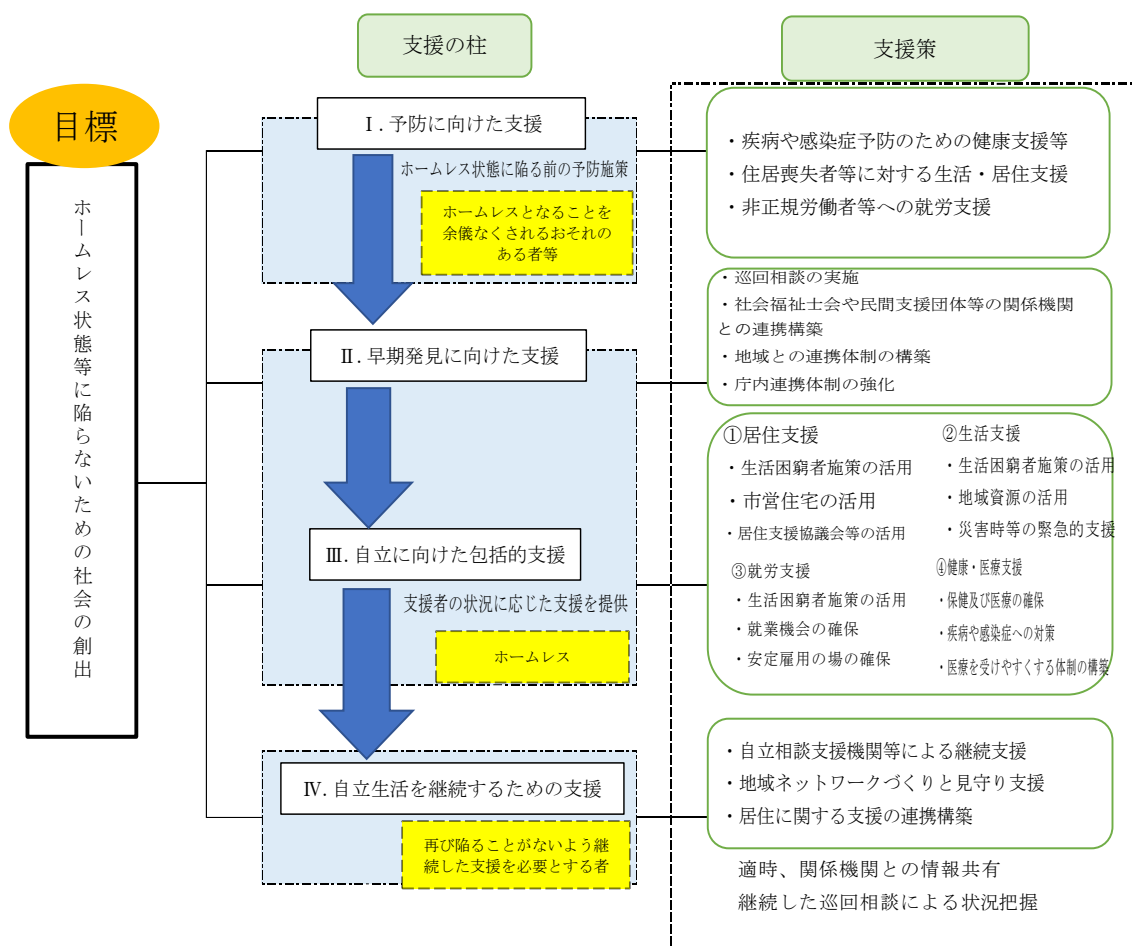 支援の柱
支援策
目標
ホームレス状態等に陥らないための社会の創出
Ⅰ.予防に向けた支援
ホームレス状態に陥る前の予防施策
ホームレスとなることを
余儀なくされるおそれの
ある者等
・疾病や感染症予防のための健康支援等
・住居喪失者等に対する生活・居住支援
・非正規労働者等への就労支援
Ⅱ.早期発見に向けた支援
・巡回相談の実施
・社会福祉士会や民間支援団体等の関係機関
との連携構築
・地域との連携体制の構築
・庁内連携体制の強化
Ⅲ.自立に向けた包括的支援
支援者の状況に応じた支援を提供
ホームレス
①居住支援
・生活困窮者施策の活用
・市営住宅の活用
・居住支援協議会等の活用
②生活支援
・生活困窮者施策の活用
・地域資源の活用
・災害時等の緊急的支援
③就労支援
・生活困窮者施策の活用
・就業機会の確保
・安定雇用の場の確保
④健康・医療支援
・保健及び医療の確保
・疾病や感染症への対策
・医療を受けやすくする体制の構築
Ⅳ.自立生活を継続するための支援
再び陥ることがないよう継
続した支援を必要とする者
・自立相談支援機関等による継続支援
・地域ネットワークづくりと見守り支援
・居住に関する支援の連携構築
適時、関係機関との情報共有
継続した巡回相談による状況把握